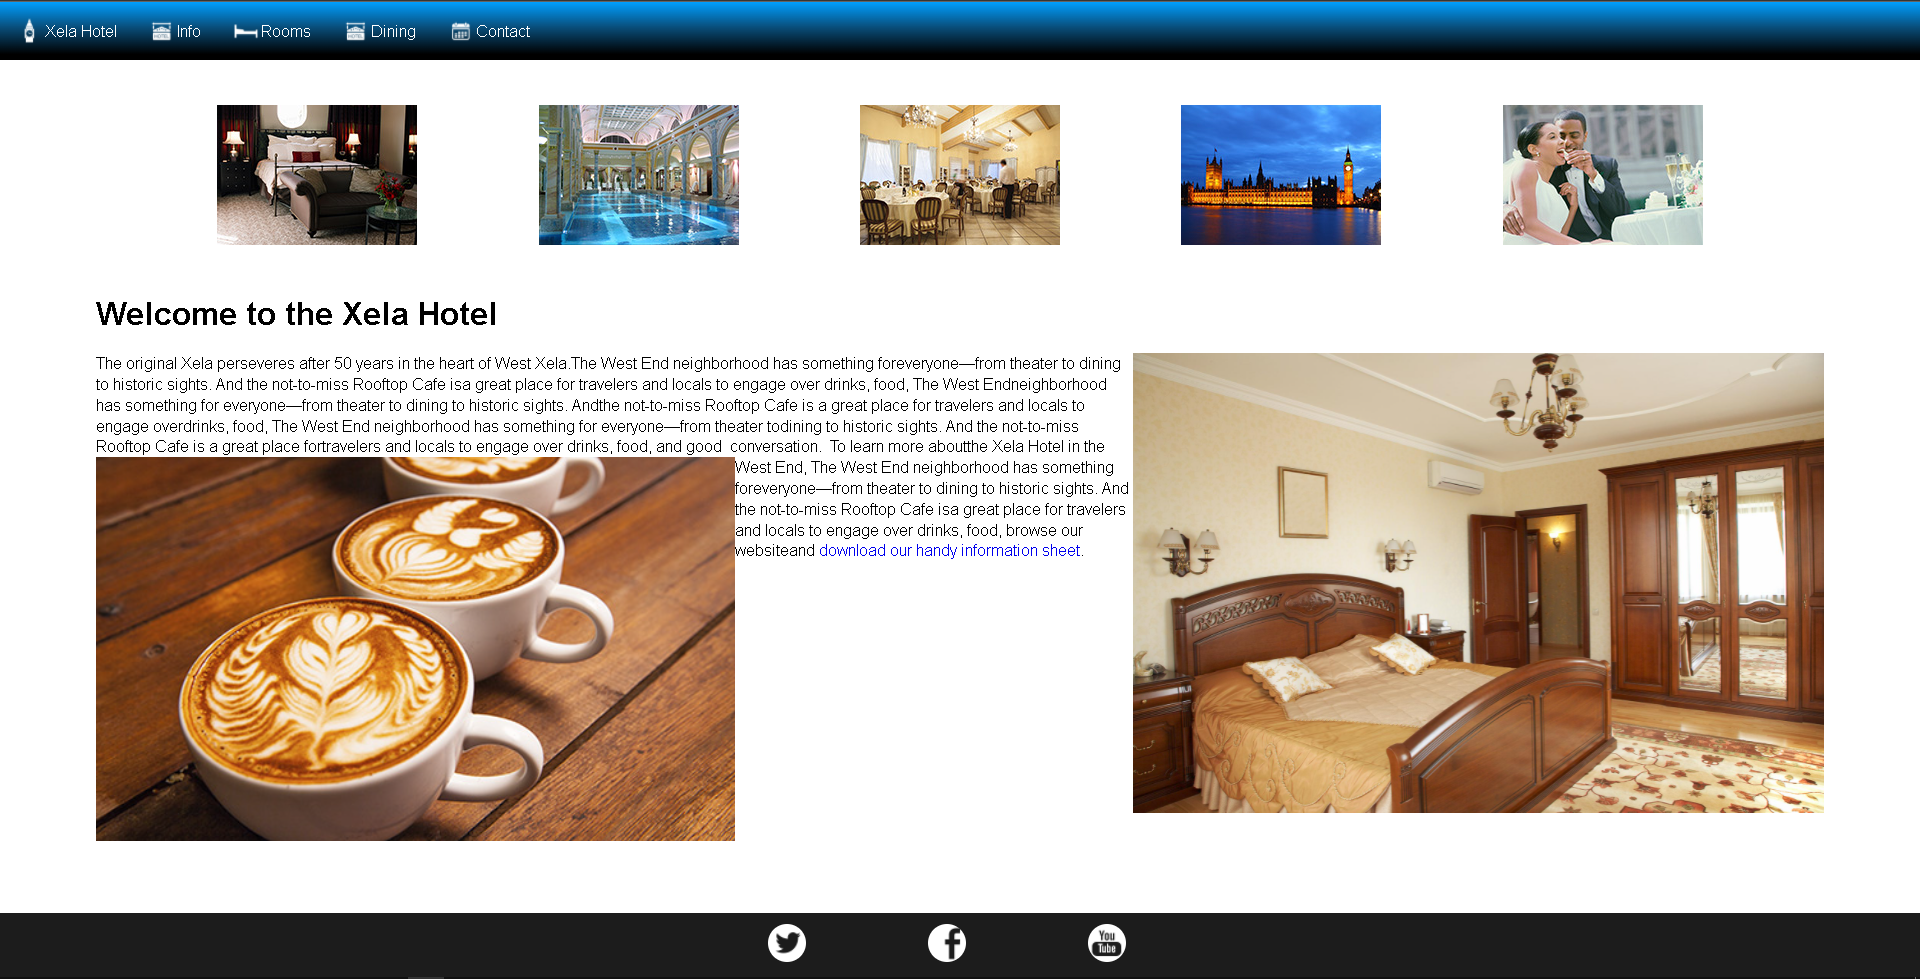 Xela Hotel Info Rooms Dining Contact
Welcome to the Xela Hotel
The original Xela perseveres after 50 years in the heart of West Xela.The West End neighborhood has something foreveryone—from theater to dining
to historic sights. And the not-to-miss Rooftop Cafe isa great place for travelers and locals to engage over drinks, food, The West Endneighborhood
has something for everyone—from theater to dining to historic sights. Andthe not-to-miss Rooftop Cafe is a great place for travelers and locals to
engage overdrinks, food, The West End neighborhood has something for everyone—from theater todining to historic sights. And the not-to-miss
Rooftop Cafe is a great place fortravelers and locals to engage over drinks, food, and good  conversation.  To learn more aboutthe Xela Hotel in the
West End, The West End neighborhood has something
foreveryone—from theater to dining to historic sights. And
the not-to-miss Rooftop Cafe isa great place for travelers
and locals to engage over drinks, food, browse our
websiteand download our handy information sheet.
You
Tube